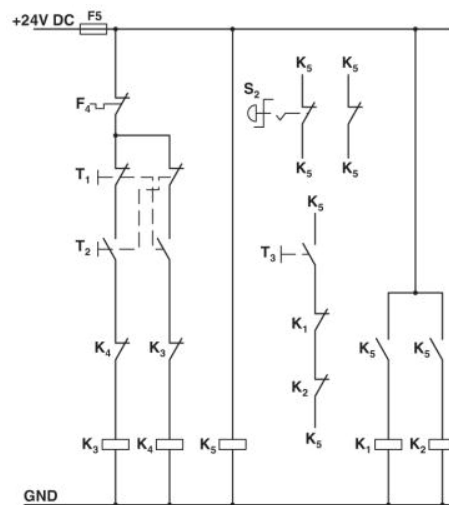 +24V DC F5
K5 K5
S2
F4
K5 K5
T1
K5
T2 T3
K1
K4 K3 K5 K5
K2
K5
K3 K4 K5 K1 K2
GND